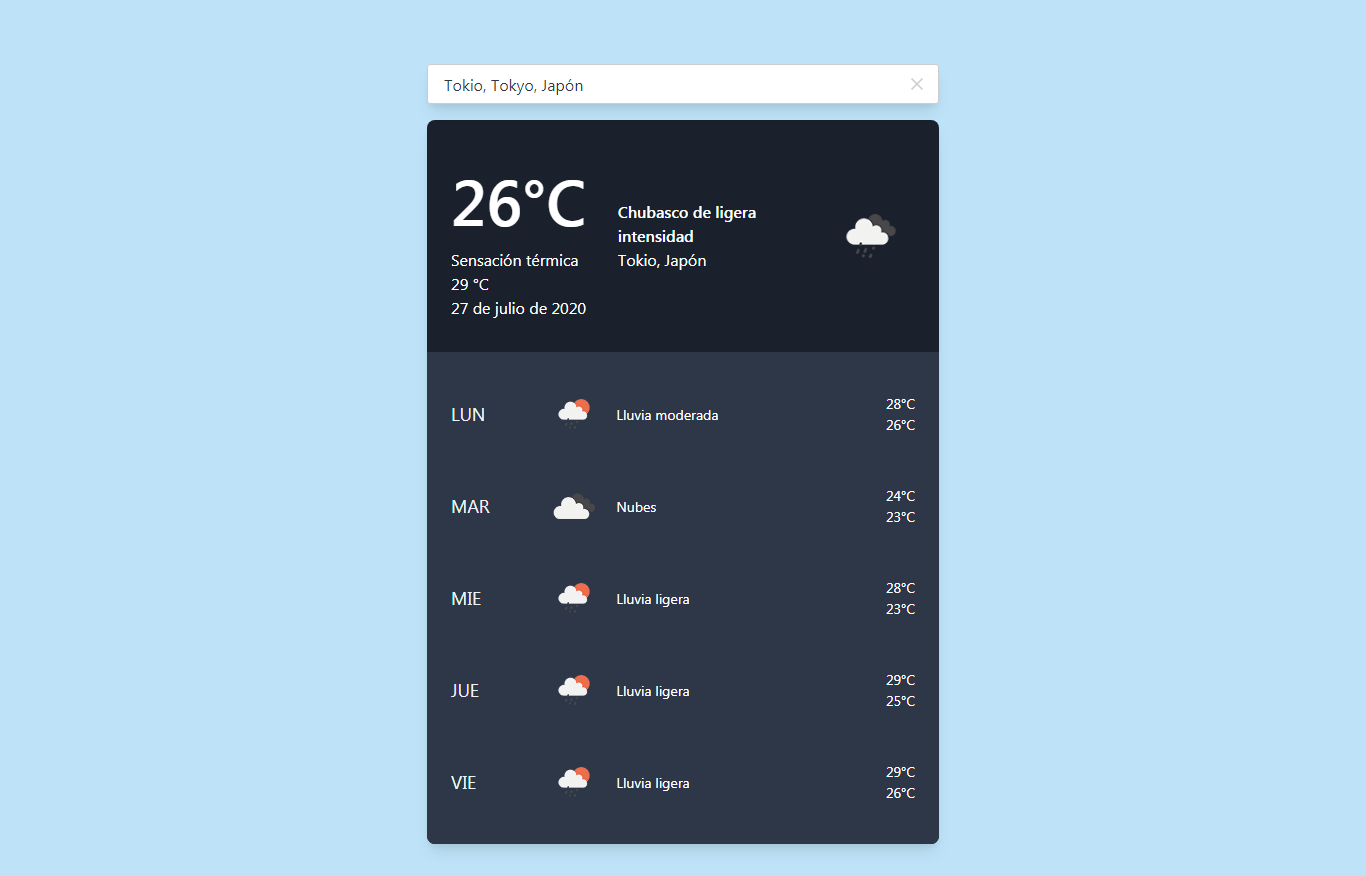 Tokio, Tokyo, Japón
26°C
Sensación térmica
29 °C
27 de julio de 2020
Chubasco de ligera
intensidad
Tokio, Japón
LUN
Lluvia moderada
28°C
26°C
MAR
Nubes
24°C
23°C
MIE
Lluvia ligera
28°C
23°C
JUE
Lluvia ligera
29°C
25°C
VIE
Lluvia ligera
29°C
26°C